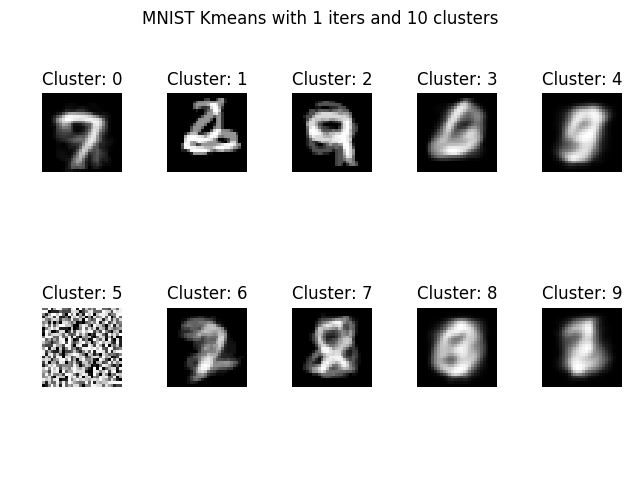 MNIST Kmeans with 1 iters and 10 clusters
Cluster: 0 Cluster: 1 Cluster: 2 Cluster: 3 Cluster: 4
Cluster: 5 Cluster: 6 Cluster: 7 Cluster: 8 Cluster: 9